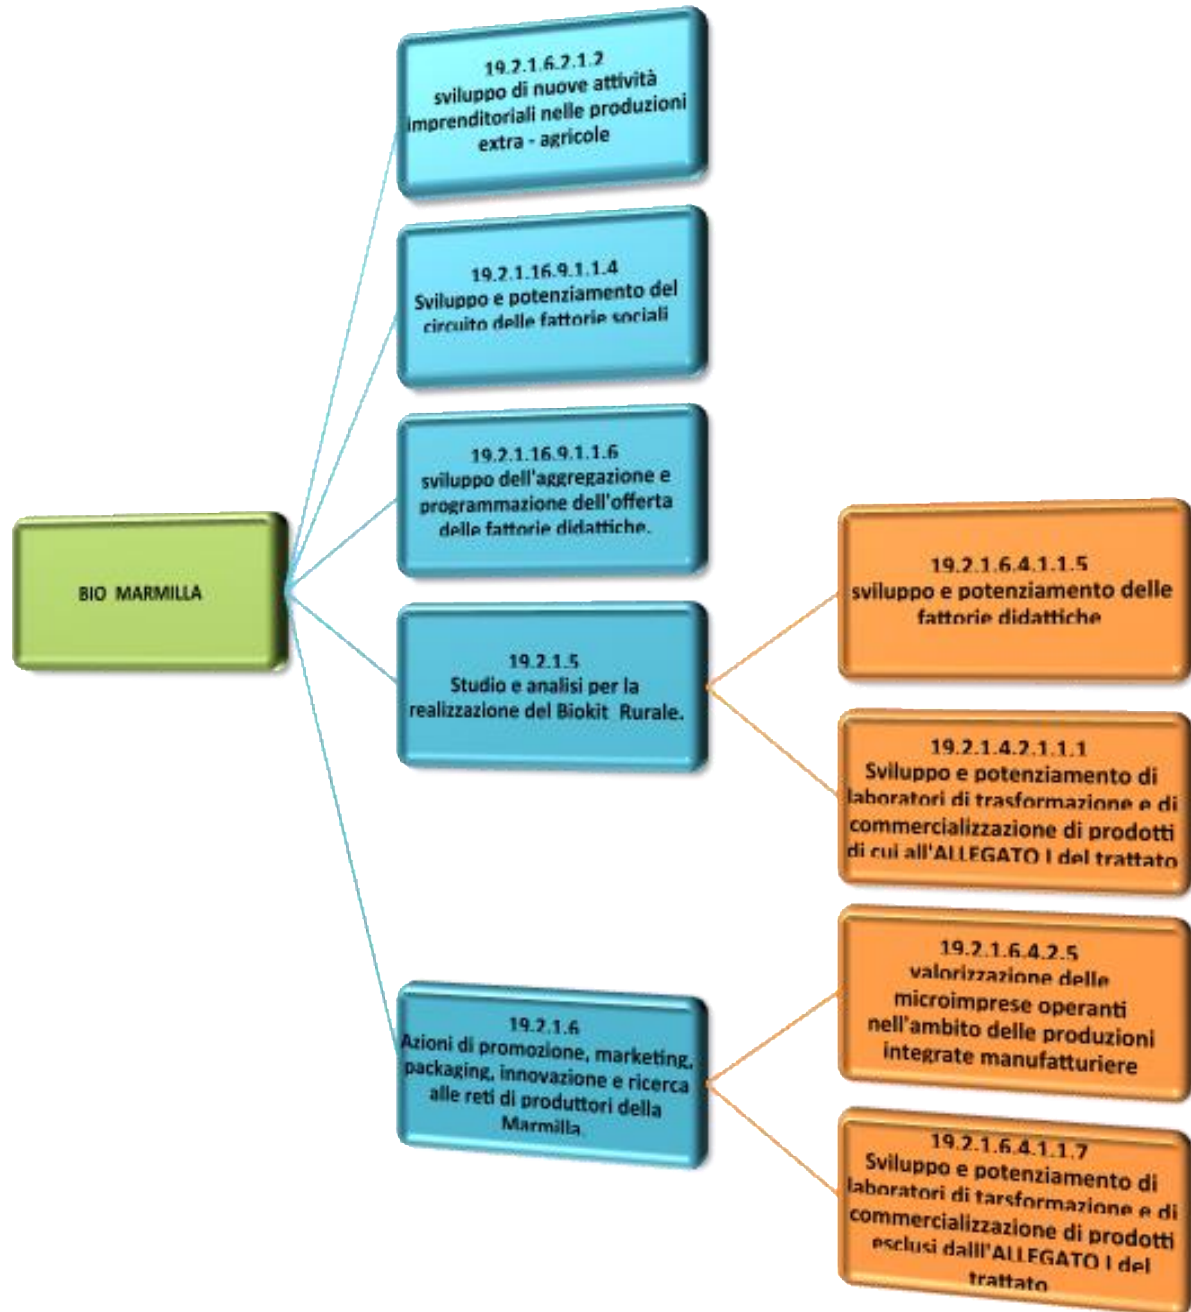 BIO MARMILLA
19.2.1.6.2.1.2
sviluppo di nuove attività
imprenditoriali nelle produzioni
extra - agricole
19.2.1.16.9.1.1.4
Sviluppo e potenziamento del
circuito delle fattorie sociali
19.2.1.16.9.1.1.6
sviluppo dell'aggregazione e
programmazione dell'offerta
delle fattorie didattiche.
19.2.1.5
Studio e analisi per la
realizzazione del Biokit Rurale.
19.2.1.6.4.1.1.5
sviluppo e potenziamento delle
fattorie didattiche
19.2.1.4.2.1.1.1
Sviluppo e potenziamento di
laboratori di trasformazione e di
commercializzazione di prodotti
di cui all'ALLEGATO I del trattato
19.2.1.6
Azioni di promozione, marketing,
packaging, innovazione e ricerca
alle reti di produttori della
Marmilla.
19.2.1.6.4.2.5
valorizzazione delle
microimprese operanti
nell'ambito delle produzioni
integrate manufatturiere
19.2.1.6.4.1.1.7
Sviluppo e potenziamento di
laboratori di tarsformazione e di
commercializzazione di prodotti
esclusi dalll'ALLEGATO I del
trattato